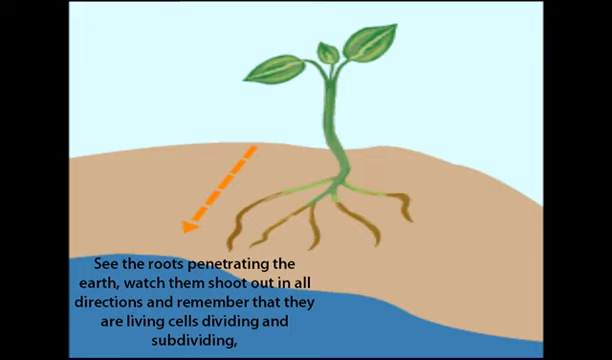 See the roots penetrating the
earth, watch them shoot out in all
directions and remember that they
are living cells dividing and
subdividing,